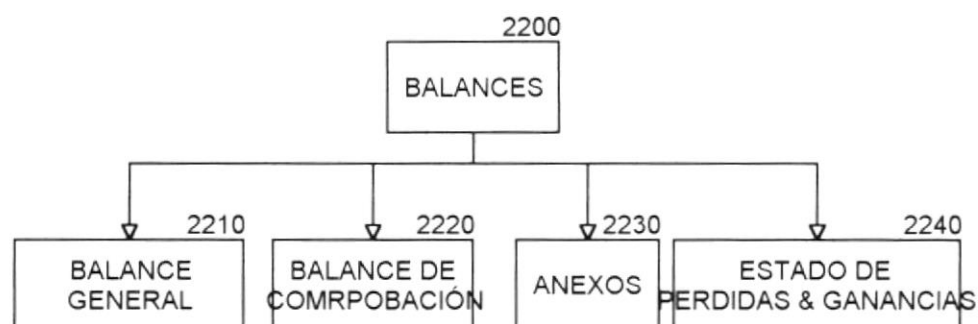 2200
BALANCES
2210
BALANCE
GENERAL
2220
BALANCE DE
COMRPOBACIÓN
2230
ANEXOS
2240
ESTADO DE
PERDIDAS & GANANCIAS